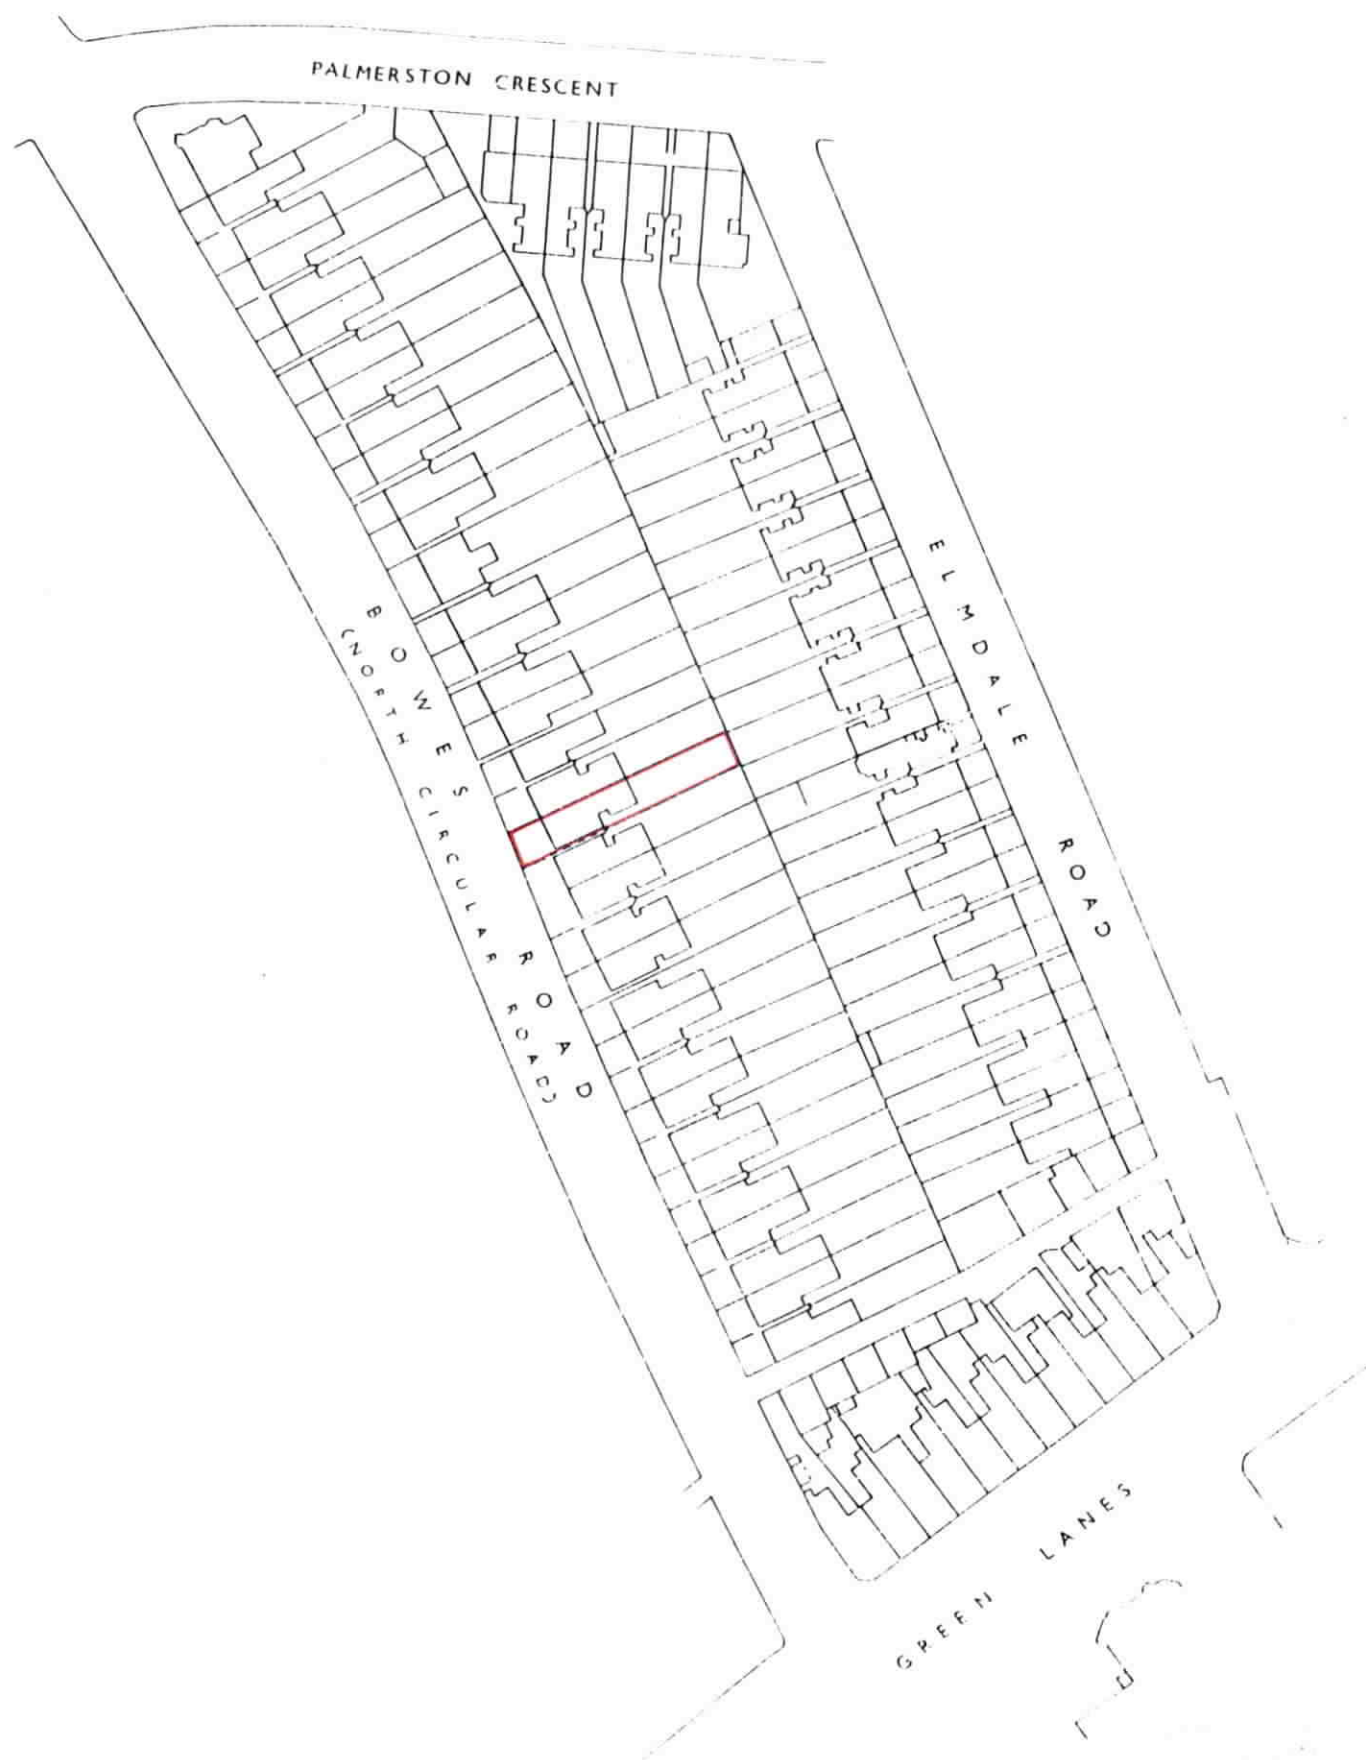 PALMERSTON CRESCENT
BOWES ROAD
(NORTH CIRCULAR ROAD)
ELMDALE ROAD
GREEN LANES